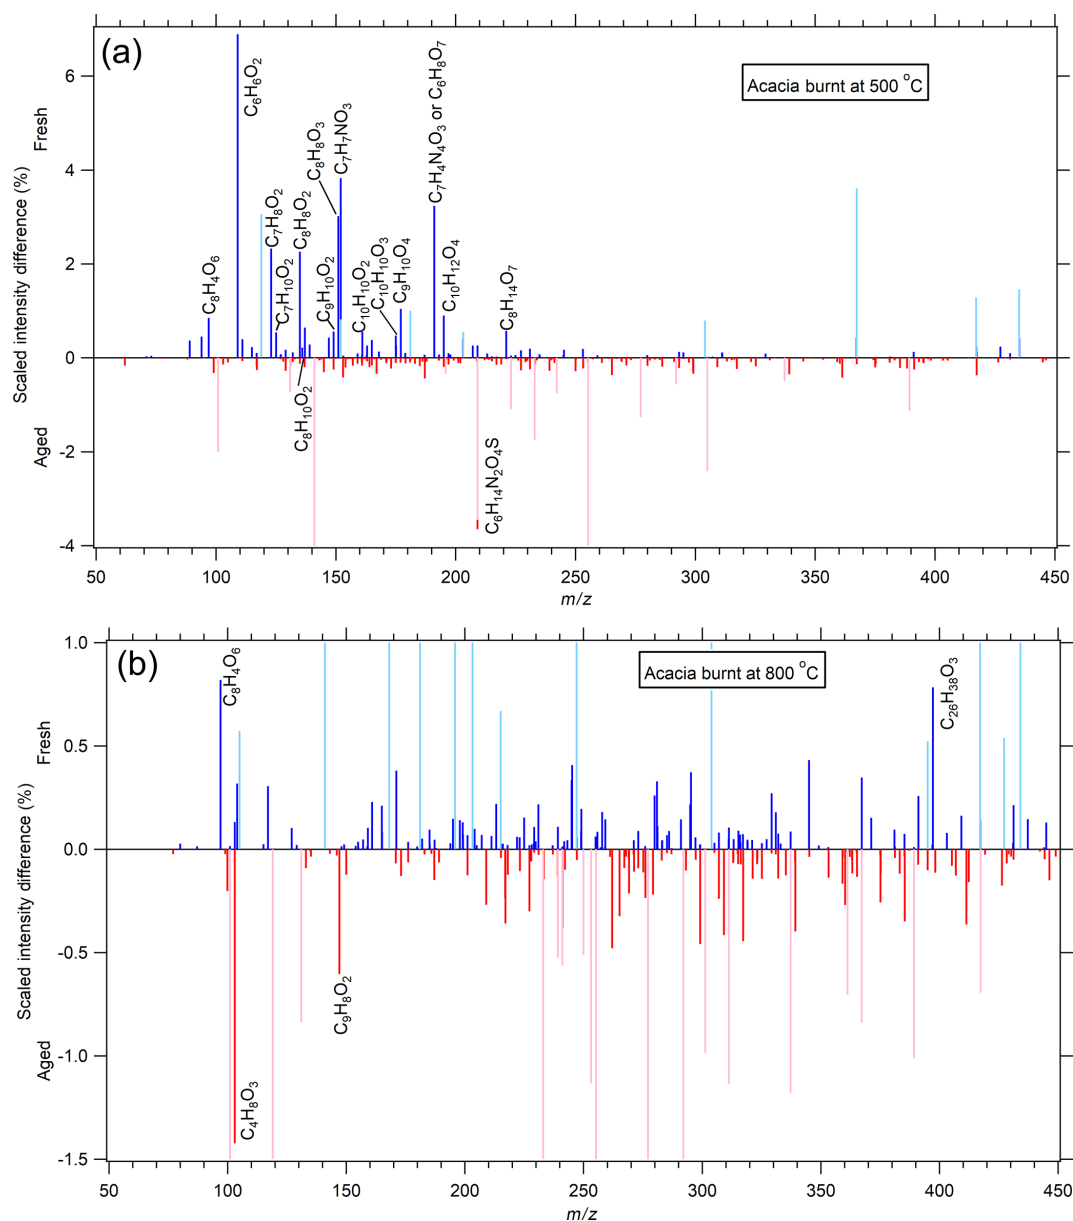 (a)
Acacia burnt at 500 °C
Scaled intensity difference (%)
Fresh
Aged
6
4
2
0
-2
-4
C8H4O6
C6H6O2
C7H8O2
C7H10O2
C8H8O2
C8H10O2
C8H8O3
C9H10O2
C7H7NO3
C10H10O2
C10H10O3
C9H10O4
C7H4N4O3 or C6H8O7
C10H12O4
C6H14N2O4S
C8H14O7
50 100 150 200 250 300 350 400 450
m/z
(b)
Acacia burnt at 800 °C
Scaled intensity difference (%)
Fresh
Aged
1.0
0.5
0.0
-0.5
-1.0
-1.5
C8H4O6
C4H8O3
C9H8O2
C26H38O3
50 100 150 200 250 300 350 400 450
m/z